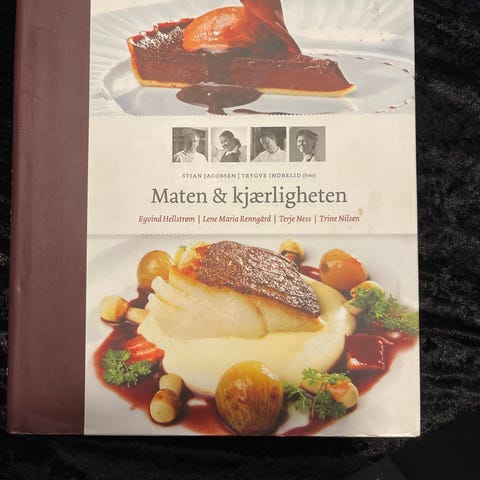 STIAN JACOBSEN | TRYGVE INDRELID [foto]
Maten & kjærligheten
Eyvind Hellstrøm | Lene Maria Renngård | Terje Ness | Trine Nilsen